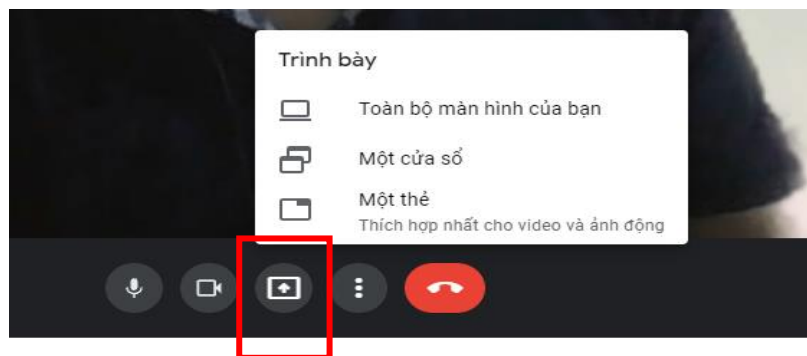 Trình bày
Toàn bộ màn hình của bạn
Một cửa sổ
Một thẻ
Thích hợp nhất cho video và ảnh động